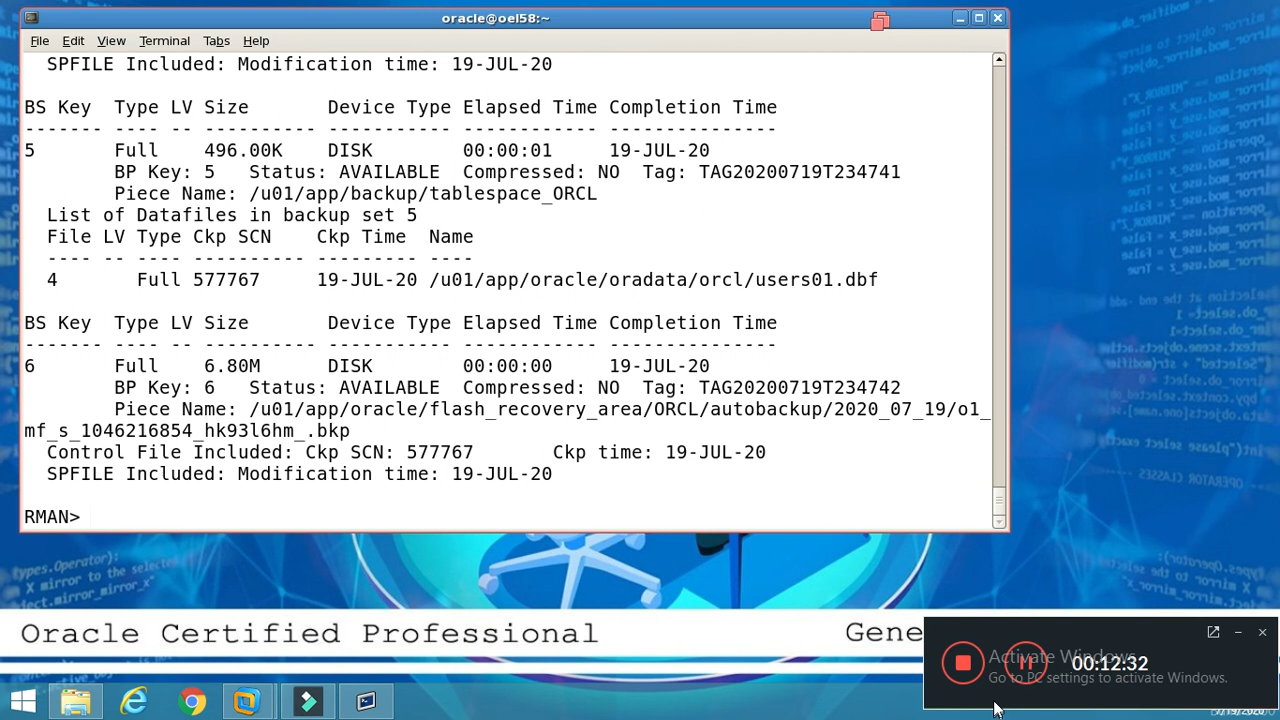 oracle@oel58:~
File Edit View Terminal Tabs Help
SPFILE Included: Modification time: 19-JUL-20
BS Key  Type LV Size       Device Type Elapsed Time Completion Time
------- ---- -- ---------- ----------- ------------ ---------------
5       Full    496.00K    DISK        00:00:01     19-JUL-20
BP Key: 5   Status: AVAILABLE  Compressed: NO  Tag: TAG20200719T234741
Piece Name: /u01/app/backup/tablespace_ORCL
List of Datafiles in backup set 5
File LV Type Ckp SCN    Ckp Time  Name
---- -- ---- ---------- --------- ----
4       Full 577767     19-JUL-20 /u01/app/oracle/oradata/orcl/users01.dbf
BS Key  Type LV Size       Device Type Elapsed Time Completion Time
------- ---- -- ---------- ----------- ------------ ---------------
6       Full    6.80M      DISK        00:00:00     19-JUL-20
BP Key: 6   Status: AVAILABLE  Compressed: NO  Tag: TAG20200719T234742
Piece Name: /u01/app/oracle/flash_recovery_area/ORCL/autobackup/2020_07_19/o1_
mf_s_1046216854_hk93l6hm_.bkp
Control File Included: Ckp SCN: 577767       Ckp time: 19-JUL-20
SPFILE Included: Modification time: 19-JUL-20
RMAN>
Oracle Certified Professional
Gene
Activate Windows
Go to PC settings to activate Windows.
00:12:32